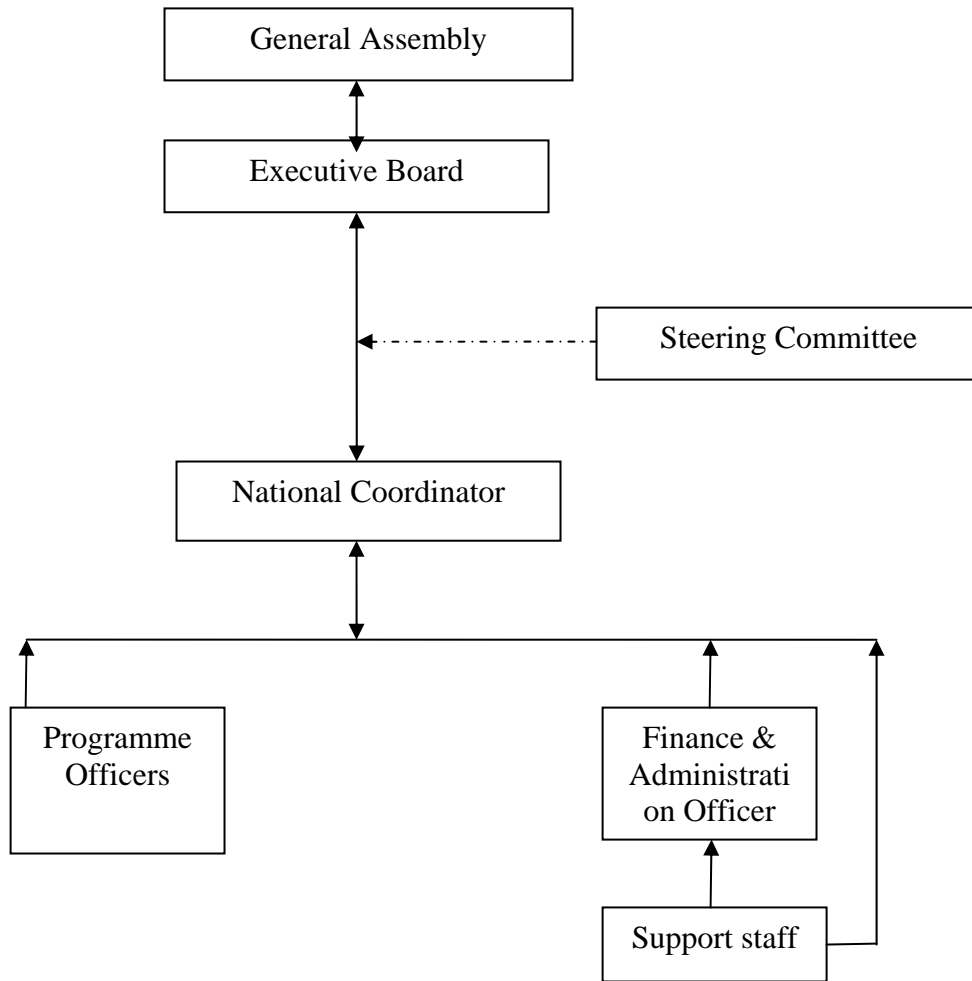 General Assembly
Executive Board
Steering Committee
National Coordinator
Programme
Officers
Finance &
Administrati
on Officer
Support staff